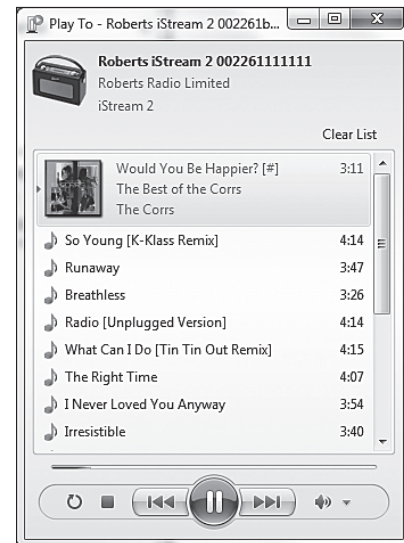 Play To - Roberts iStream 2 002261b...
Roberts iStream 2 002261111111
Roberts Radio Limited
iStream 2
Clear List
Would You Be Happier? [#] 3:11
The Best of the Corrs
The Corrs
So Young [K-Klass Remix] 4:14
Runaway 3:47
Breathless 3:26
Radio [Unplugged Version] 4:14
What Can I Do [Tin Tin Out Remix] 4:15
The Right Time 4:07
I Never Loved You Anyway 3:54
Irresistible 3:40